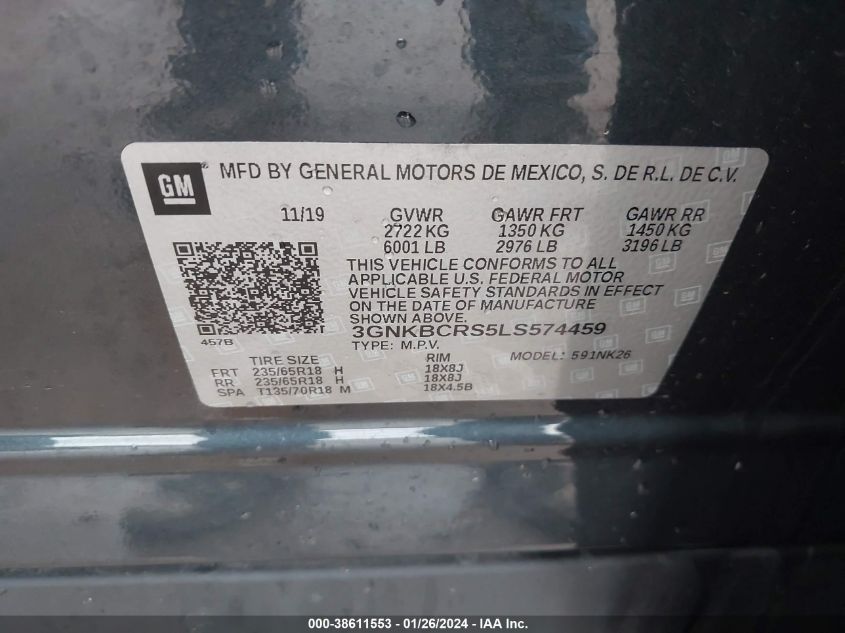 GM® MFD BY GENERAL MOTORS DE MEXICO, S. DE R.L. DE C.V.
11/19 GVWR GAWR FRT GAWR RR
2722 KG 1350 KG 1450 KG
6001 LB 2976 LB 3196 LB
THIS VEHICLE CONFORMS TO ALL
APPLICABLE U.S. FEDERAL MOTOR
VEHICLE SAFETY STANDARDS IN EFFECT
ON THE DATE OF MANUFACTURE
SHOWN ABOVE.
457B
3GNKBCRS5LS574459
TYPE: M.P.V. MODEL: 591NK26
TIRE SIZE RIM
FRT 235/65R18 H 18X8J
RR 235/65R18 H 18X8J
SPA T135/70R18 M 18X4.5B
000-38611553 - 01/26/2024 - IAA Inc.